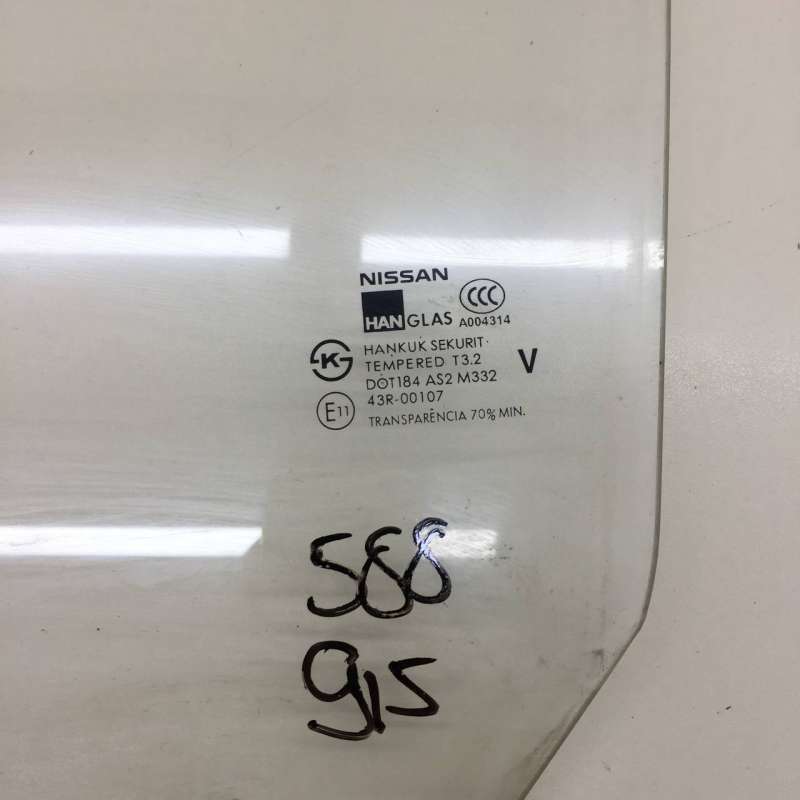 NISSAN
HANGLAS
CCC
A004314
K
HANKUK SEKURIT
TEMPERED T3.2
DOT184 AS2 M332
V
43R-00107
E11
TRANSPARÊNCIA 70% MIN.
588
915